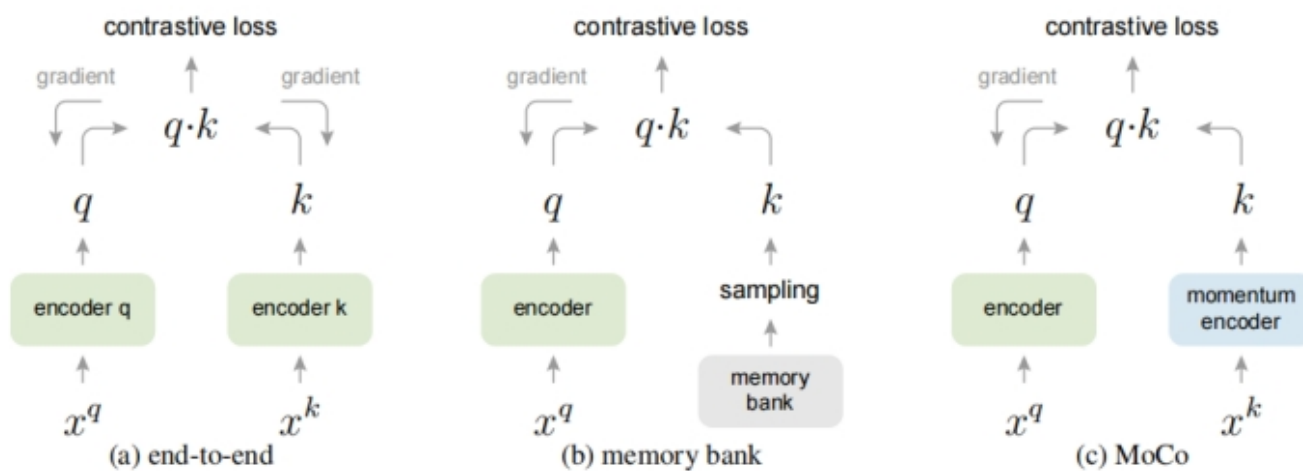 contrastive loss
gradient
gradient
q·k
q
k
encoder q
encoder k
x^q
x^k
(a) end-to-end
contrastive loss
gradient
q·k
q
k
encoder
sampling
memory
bank
x^q
(b) memory bank
contrastive loss
gradient
q·k
q
k
encoder
momentum
encoder
x^q
x^k
(c) MoCo